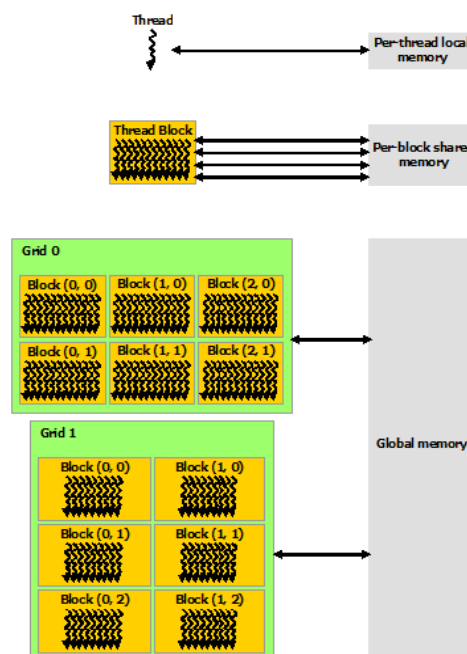 Thread
Per-thread local
memory
Thread Block
Per-block share
memory
Grid 0
Block (0, 0) Block (1, 0) Block (2, 0)
Block (0, 1) Block (1, 1) Block (2, 1)
Grid 1
Global memory
Block (0, 0) Block (1, 0)
Block (0, 1) Block (1, 1)
Block (0, 2) Block (1, 2)